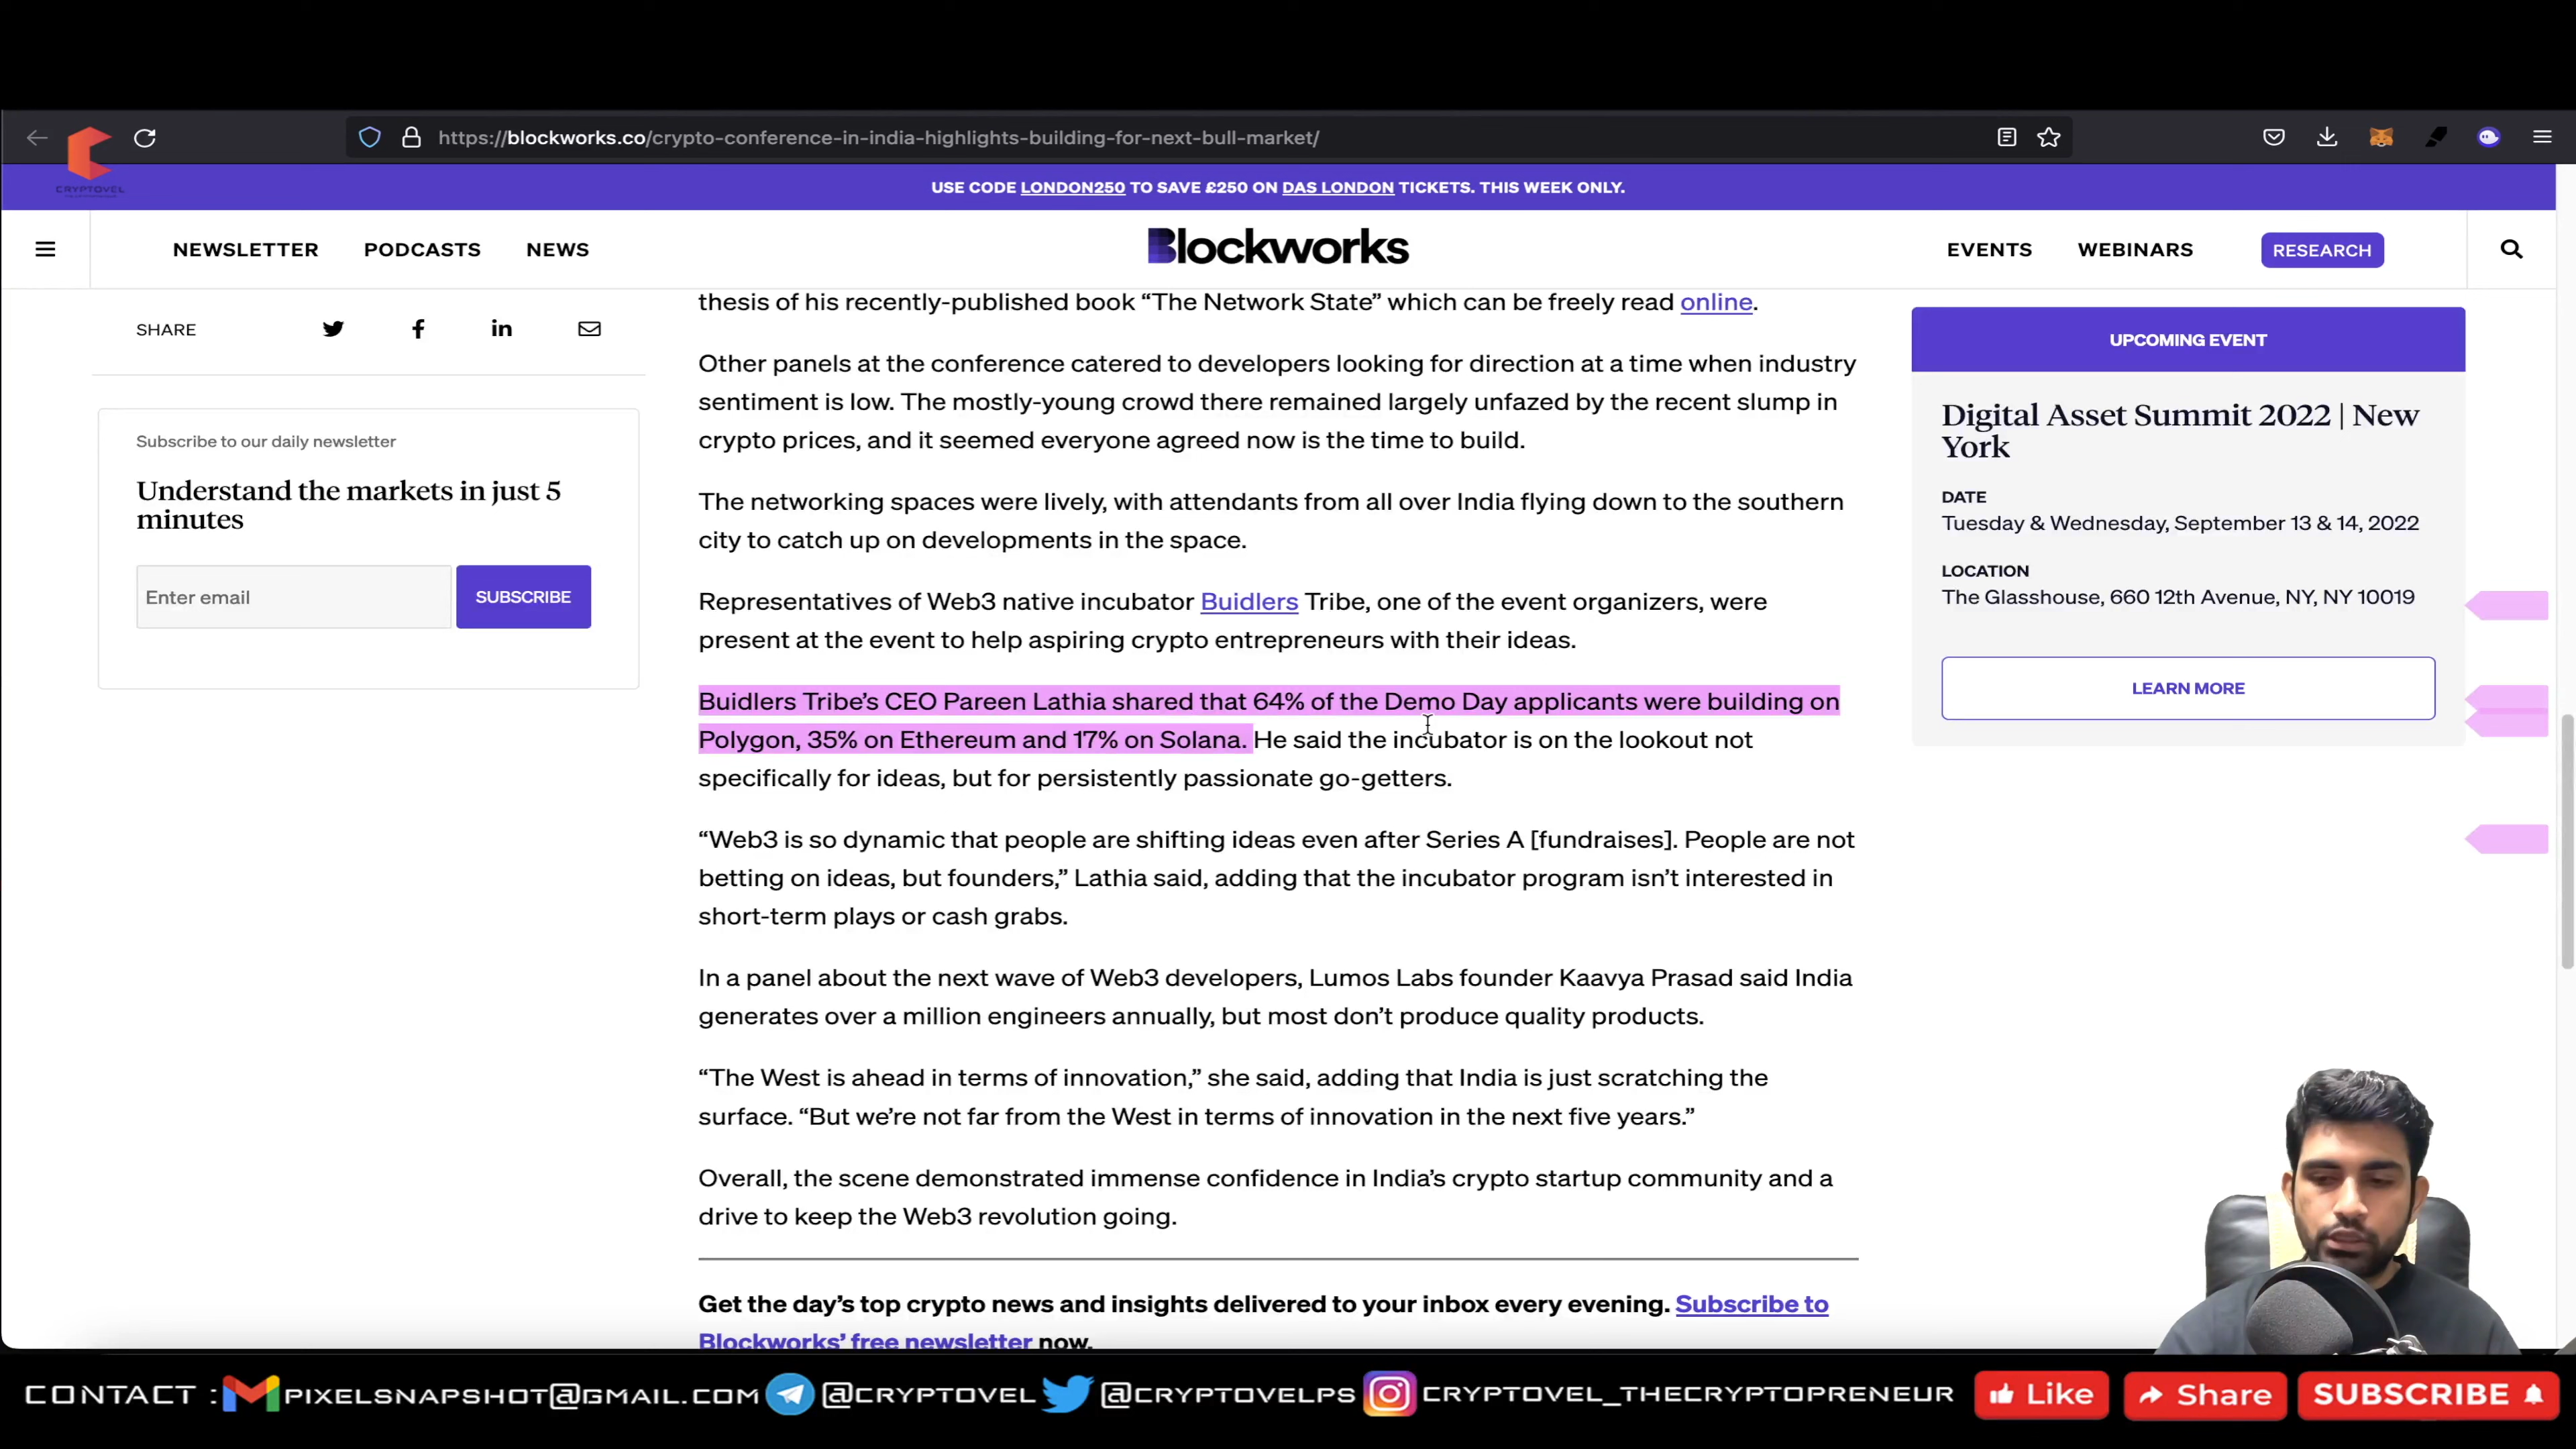 https://blockworks.co/crypto-conference-in-india-highlights-building-for-next-bull-market/
CRYPTOVEL
USE CODE LONDON250 TO SAVE £250 ON DAS LONDON TICKETS. THIS WEEK ONLY.
NEWSLETTER PODCASTS NEWS
Blockworks
EVENTS WEBINARS RESEARCH
SHARE
Subscribe to our daily newsletter
Understand the markets in just 5
minutes
Enter email
SUBSCRIBE
thesis of his recently-published book “The Network State” which can be freely read online.
Other panels at the conference catered to developers looking for direction at a time when industry
sentiment is low. The mostly-young crowd there remained largely unfazed by the recent slump in
crypto prices, and it seemed everyone agreed now is the time to build.
The networking spaces were lively, with attendants from all over India flying down to the southern
city to catch up on developments in the space.
Representatives of Web3 native incubator Buidlers Tribe, one of the event organizers, were
present at the event to help aspiring crypto entrepreneurs with their ideas.
Buidlers Tribe’s CEO Pareen Lathia shared that 64% of the Demo Day applicants were building on
Polygon, 35% on Ethereum and 17% on Solana. He said the incubator is on the lookout not
specifically for ideas, but for persistently passionate go-getters.
“Web3 is so dynamic that people are shifting ideas even after Series A [fundraises]. People are not
betting on ideas, but founders,” Lathia said, adding that the incubator program isn’t interested in
short-term plays or cash grabs.
In a panel about the next wave of Web3 developers, Lumos Labs founder Kaavya Prasad said India
generates over a million engineers annually, but most don’t produce quality products.
“The West is ahead in terms of innovation,” she said, adding that India is just scratching the
surface. “But we’re not far from the West in terms of innovation in the next five years.”
Overall, the scene demonstrated immense confidence in India’s crypto startup community and a
drive to keep the Web3 revolution going.
Get the day’s top crypto news and insights delivered to your inbox every evening. Subscribe to
Blockworks’ free newsletter now.
UPCOMING EVENT
Digital Asset Summit 2022 | New
York
DATE
Tuesday & Wednesday, September 13 & 14, 2022
LOCATION
The Glasshouse, 660 12th Avenue, NY, NY 10019
LEARN MORE
CONTACT : PIXELSNAPSHOT@GMAIL.COM @CRYPTOVEL @CRYPTOVELPS CRYPTOVEL_THECRYPTOPRENEUR Like Share SUBSCRIBE